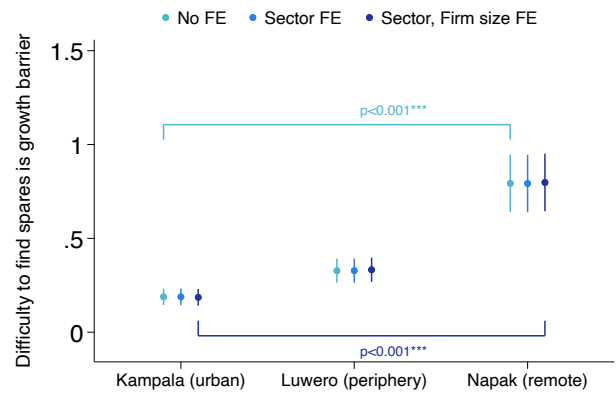 No FE Sector FE Sector, Firm size FE
Difficulty to find spares is growth barrier
1.5
1
.5
0
p<0.001***
p<0.001***
Kampala (urban) Luwero (periphery) Napak (remote)